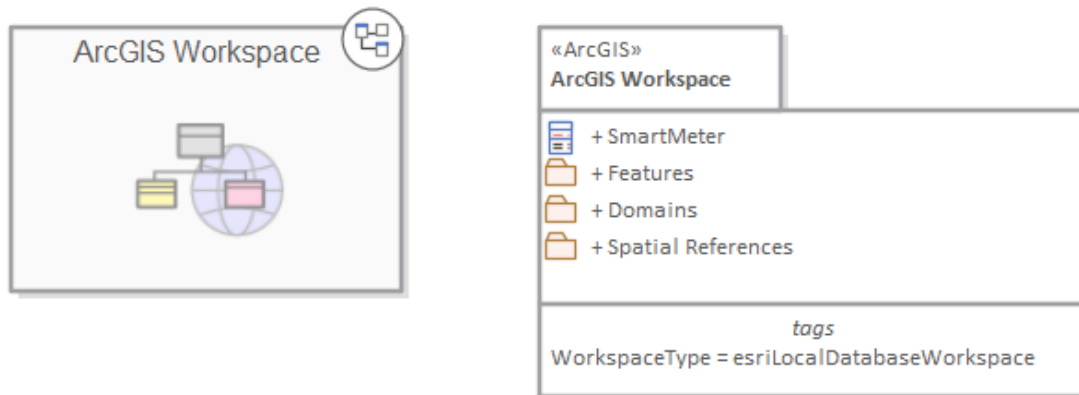 ArcGIS Workspace
«ArcGIS»
ArcGIS Workspace
+ SmartMeter
+ Features
+ Domains
+ Spatial References
tags
WorkspaceType = esriLocalDatabaseWorkspace